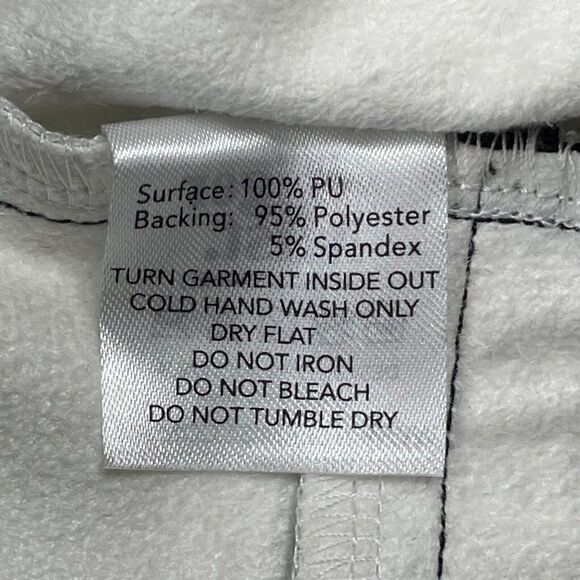 Surface: 100% PU
Backing: 95% Polyester
5% Spandex
TURN GARMENT INSIDE OUT
COLD HAND WASH ONLY
DRY FLAT
DO NOT IRON
DO NOT BLEACH
DO NOT TUMBLE DRY